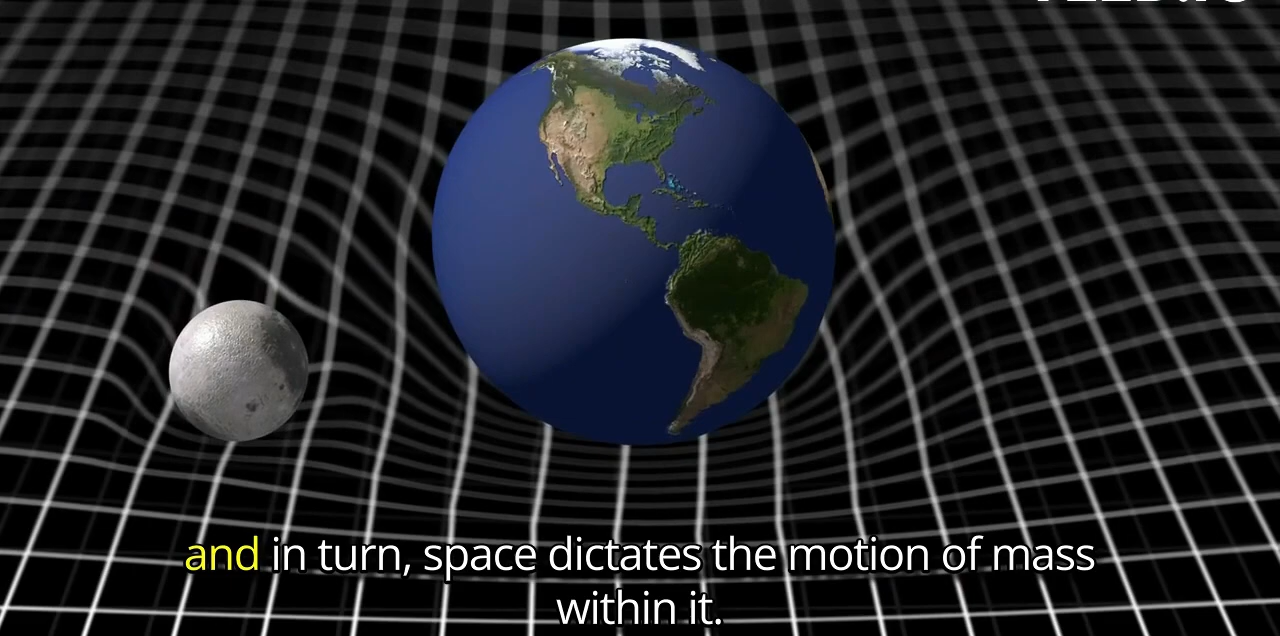 and in turn, space dictates the motion of mass
within it.